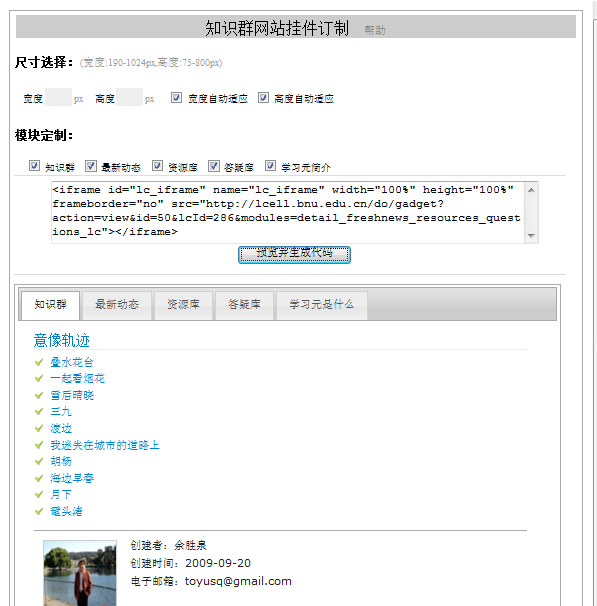 知识群网站挂件订制 帮助
尺寸选择：(宽度:190-1024px,高度:75-800px)
宽度 px 高度 px 宽度自动适应 高度自动适应
模块定制：
知识群 最新动态 资源库 答疑库 学习元简介
<iframe id="lc_iframe" name="lc_iframe" width="100%" height="100%"
frameborder="no" src="http://lcell.bnu.edu.cn/do/gadget?
action=view&id=50&lcId=286&modules=detail_freshnews_resources_quest
ions_lc"></iframe>
预览并生成代码
知识群 最新动态 资源库 答疑库 学习元是什么
意像轨迹
叠水花台
一起看烟花
雪后晴晓
三九
渡边
我迷失在城市的道路上
胡杨
海边早春
月下
鼋头渚
创建者：余胜泉
创建时间：2009-09-20
电子邮箱：toyusq@gmail.com